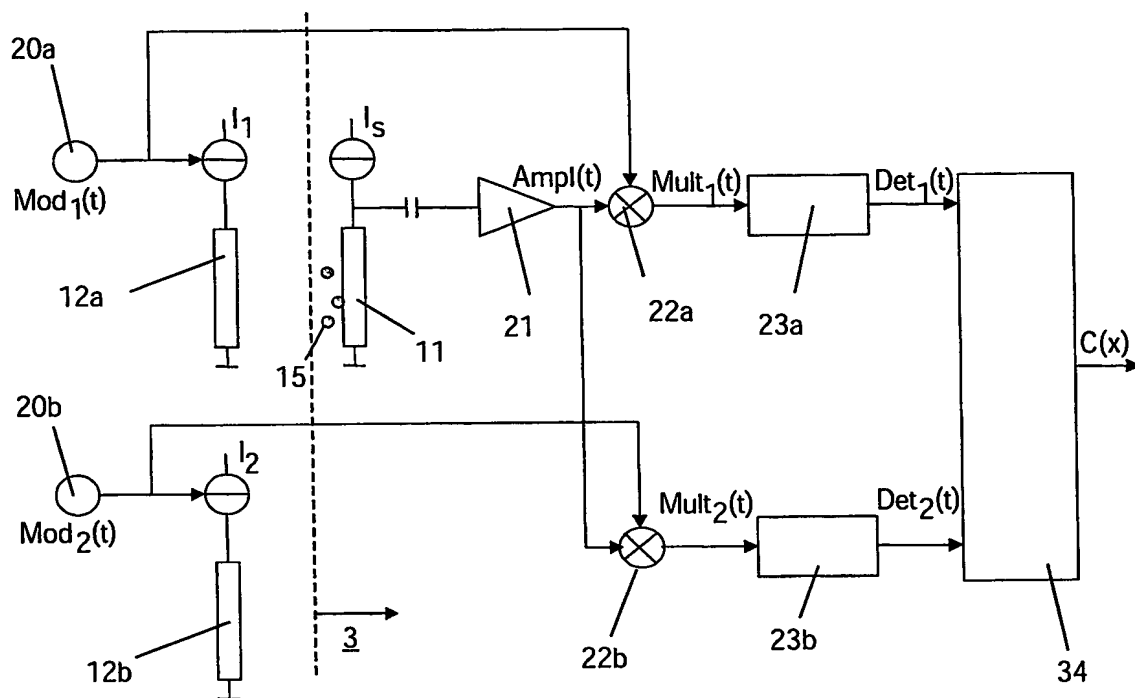 20a
I1
Is
Mod1(t)
Ampl(t)
Mult1(t)
Det1(t)
12a
15
11
21
22a
23a
C(x)
20b
I2
Mod2(t)
Mult2(t)
Det2(t)
3
12b
22b
23b
34